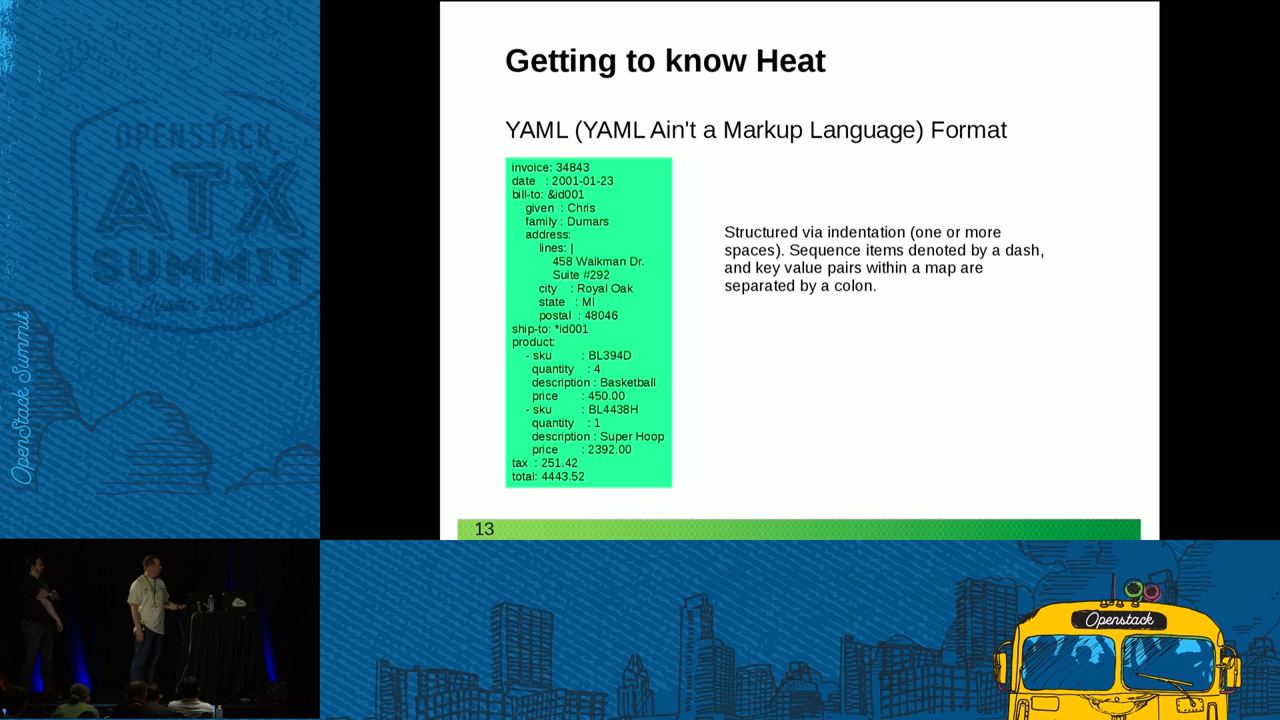 OPENSTACK
ATX
SUMMIT
Austin 2016
OpenStack Summit
Getting to know Heat
YAML (YAML Ain't a Markup Language) Format
invoice: 34843
date : 2001-01-23
bill-to: &id001
given : Chris
family : Dumars
address:
lines: |
458 Walkman Dr.
Suite #292
city : Royal Oak
state : MI
postal : 48046
ship-to: *id001
product:
- sku : BL394D
quantity : 4
description : Basketball
price : 450.00
- sku : BL4438H
quantity : 1
description : Super Hoop
price : 2392.00
tax : 251.42
total: 4443.52
Structured via indentation (one or more
spaces). Sequence items denoted by a dash,
and key value pairs within a map are
separated by a colon.
13
Openstack